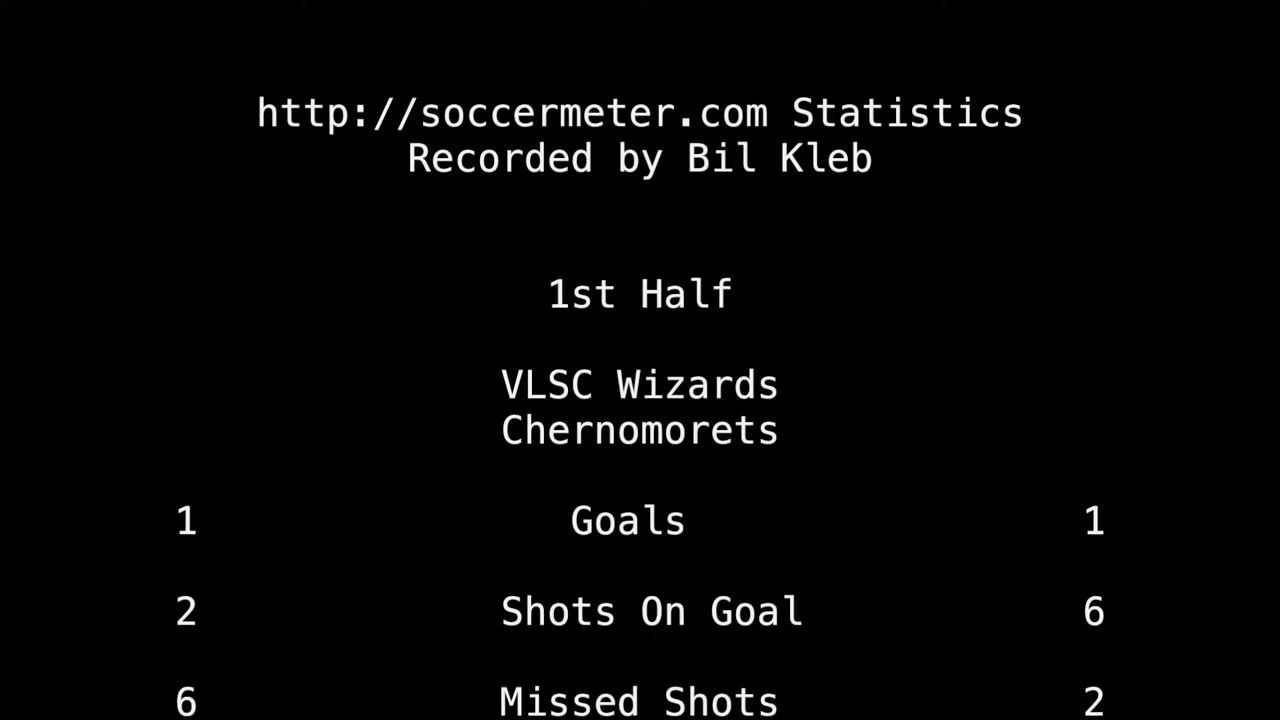 http://soccermeter.com Statistics
Recorded by Bil Kleb
1st Half
VLSC Wizards
Chernomorets
1 Goals 1
2 Shots On Goal 6
6 Missed Shots 2